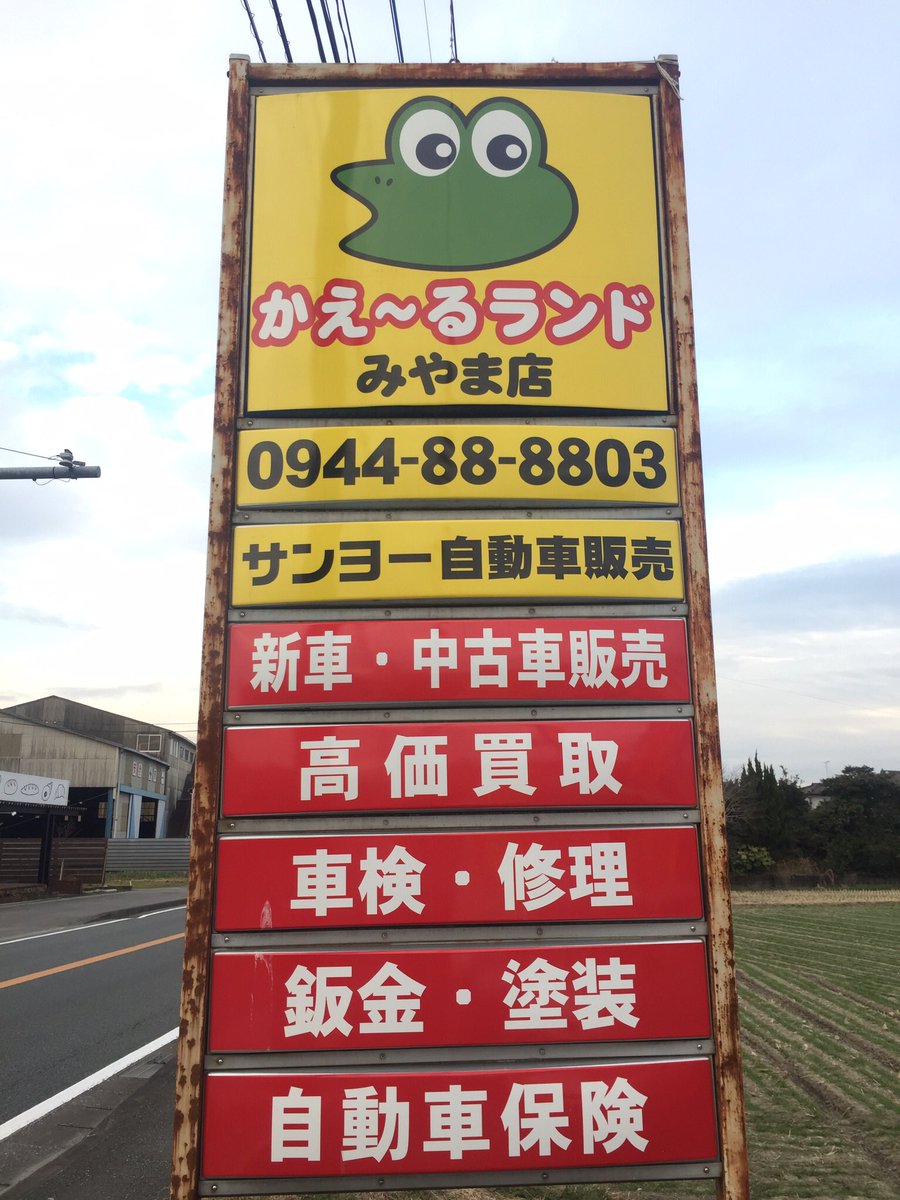 かえ～るランド
みやま店
0944-88-8803
サンヨー自動車販売
新車・中古車販売
高価買取
車検・修理
鈑金・塗装
自動車保険